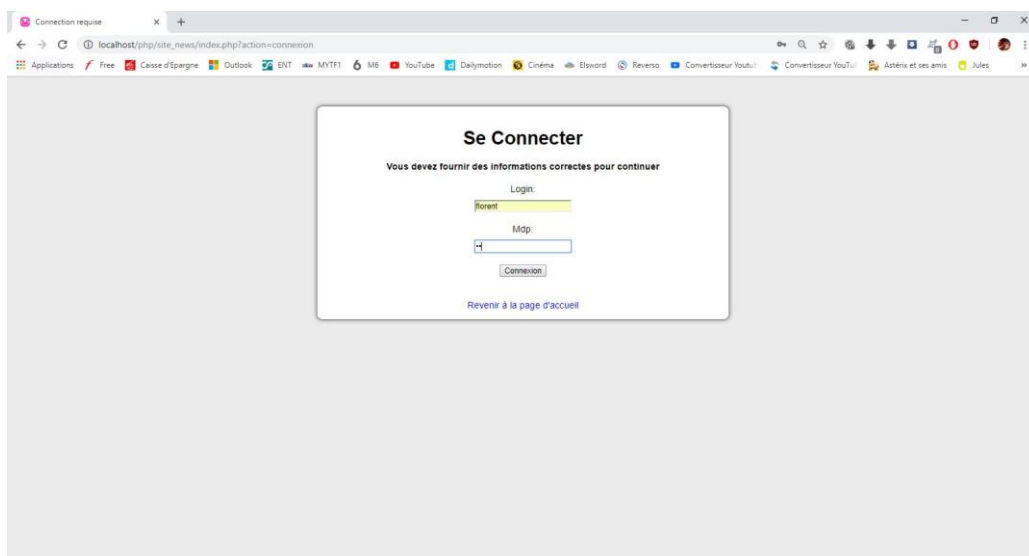 Connection requise
localhost/php/site_news/index.php?action=connexion
Applications Free Caisse d'Epargne Outlook ENT MYTF1 M6 YouTube Dailymotion Cinéma Elsword Reverso Convertisseur Youtu Convertisseur YouTu Astérix et ses amis Jules »
Se Connecter
Vous devez fournir des informations correctes pour continuer
Login:
florent
Mdp:
Connexion
Revenir à la page d'accueil